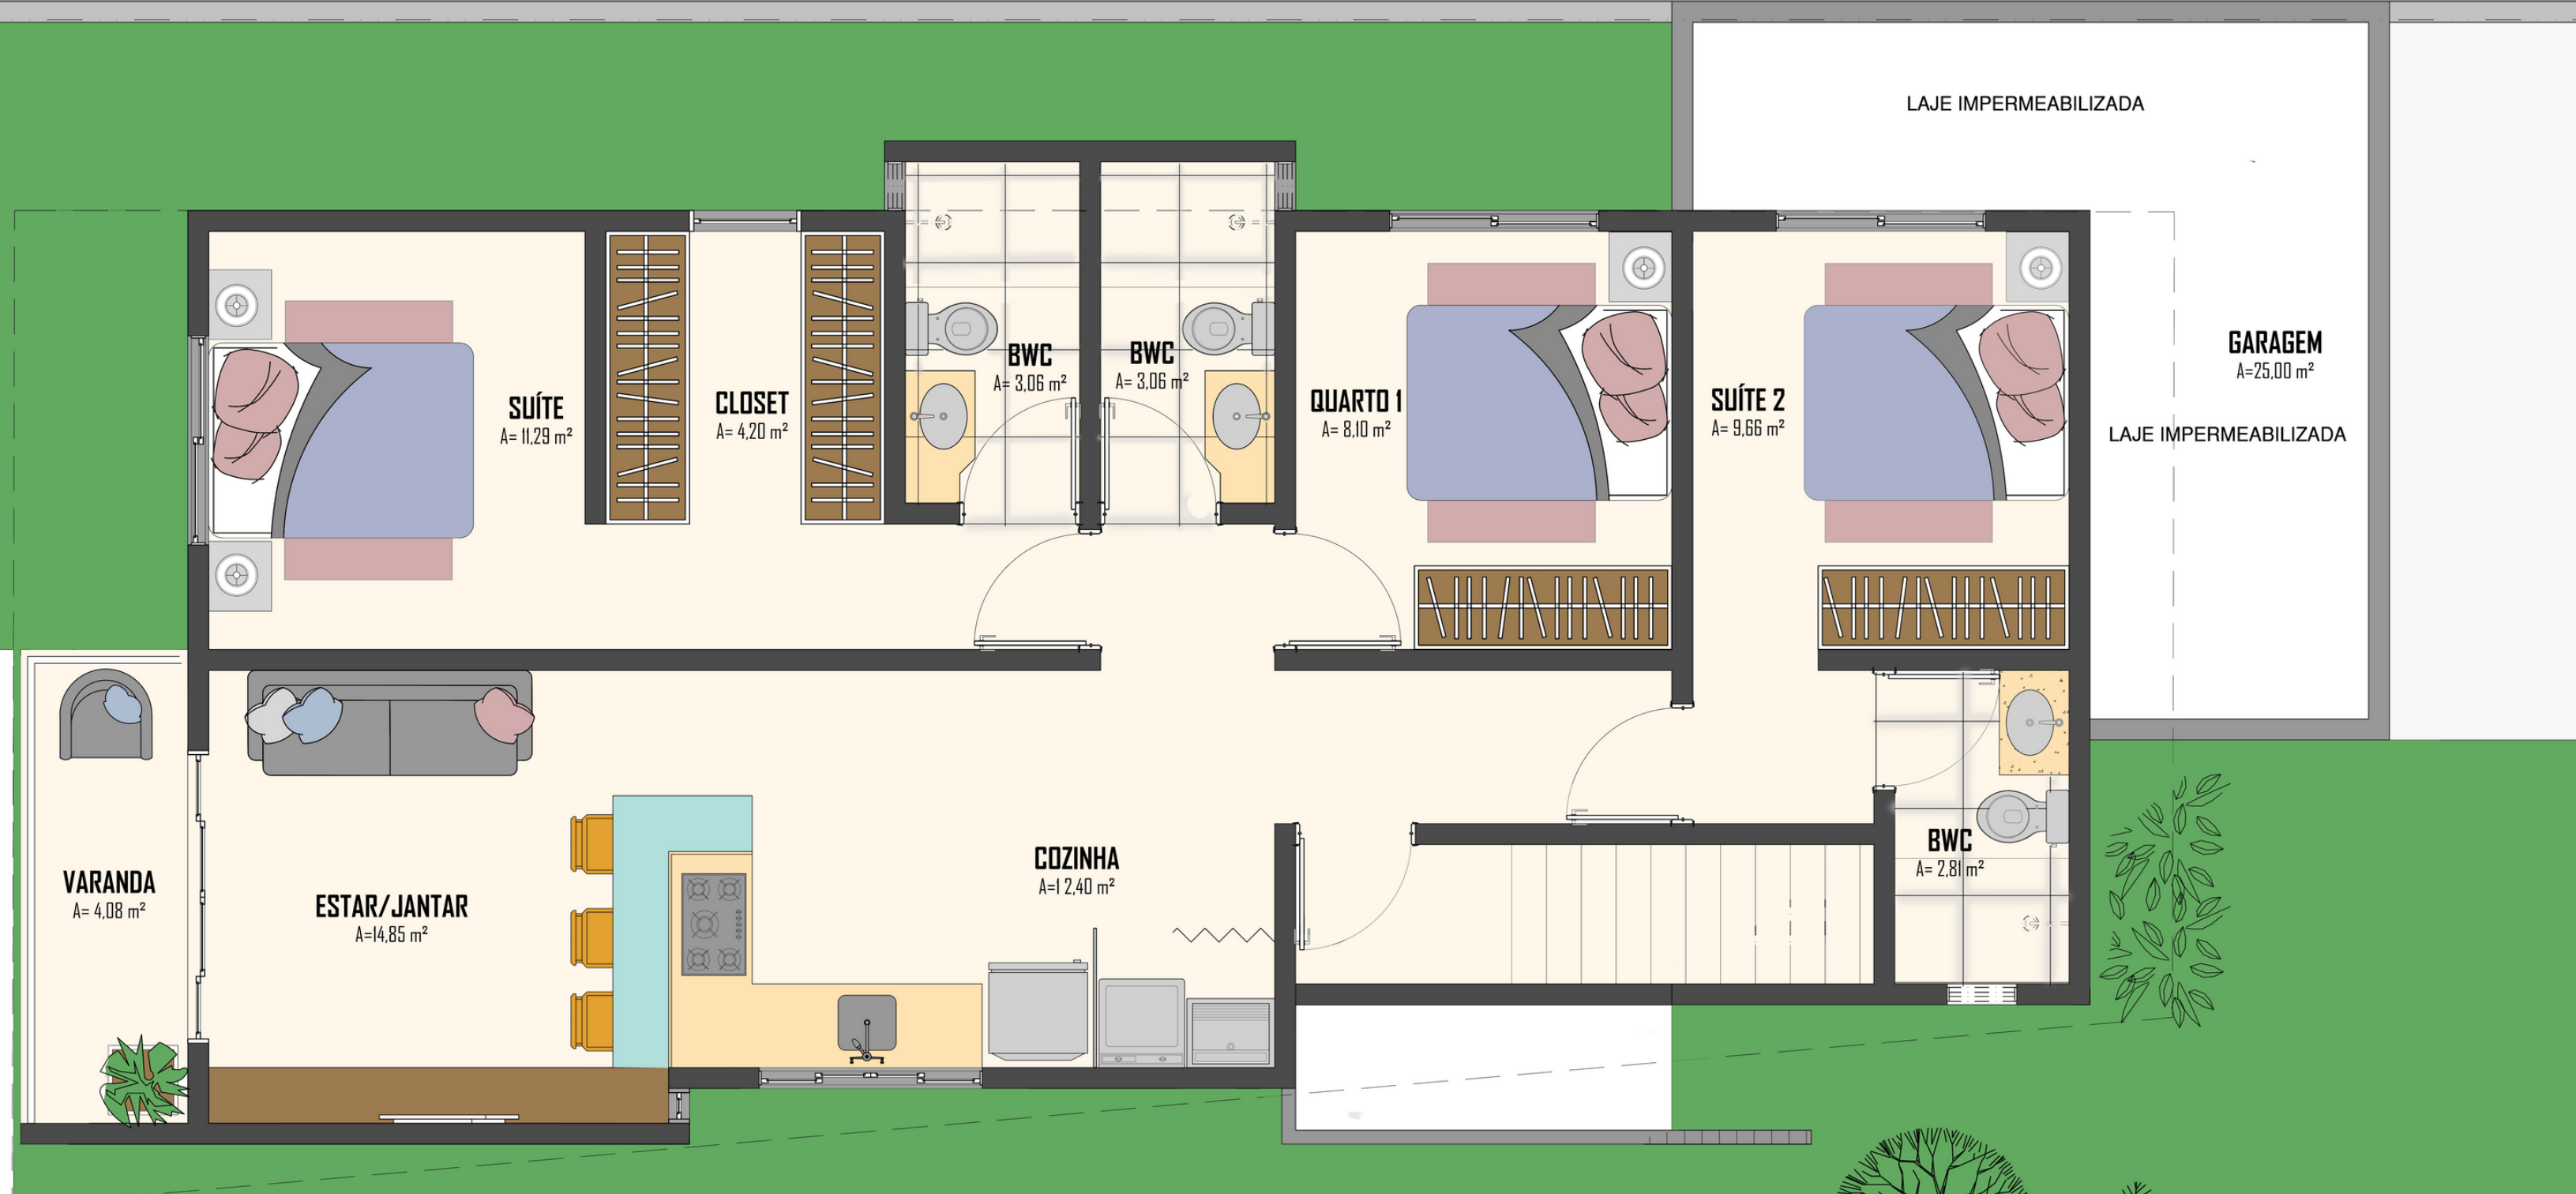 LAJE IMPERMEABILIZADA
GARAGEM
A=25,00 m²
LAJE IMPERMEABILIZADA
SUÍTE
A= 11,29 m²
CLOSET
A= 4,20 m²
BWC
A= 3,06 m²
BWC
A= 3,06 m²
QUARTO 1
A= 8,10 m²
SUÍTE 2
A= 9,66 m²
VARANDA
A= 4,08 m²
ESTAR/JANTAR
A=14,85 m²
COZINHA
A=1 2,40 m²
BWC
A= 2,81 m²